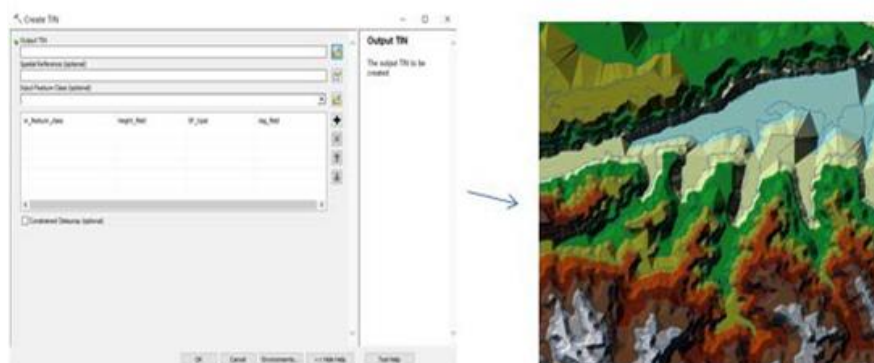 Create TIN
Output TIN
Spatial Reference (optional)
Input Feature Class (optional)
in_feature_class height_field SF_type tag_field
Constrained Delaunay (optional)
Output TIN
The output TIN to be
created
OK Cancel Environments... << Hide Help Tool Help